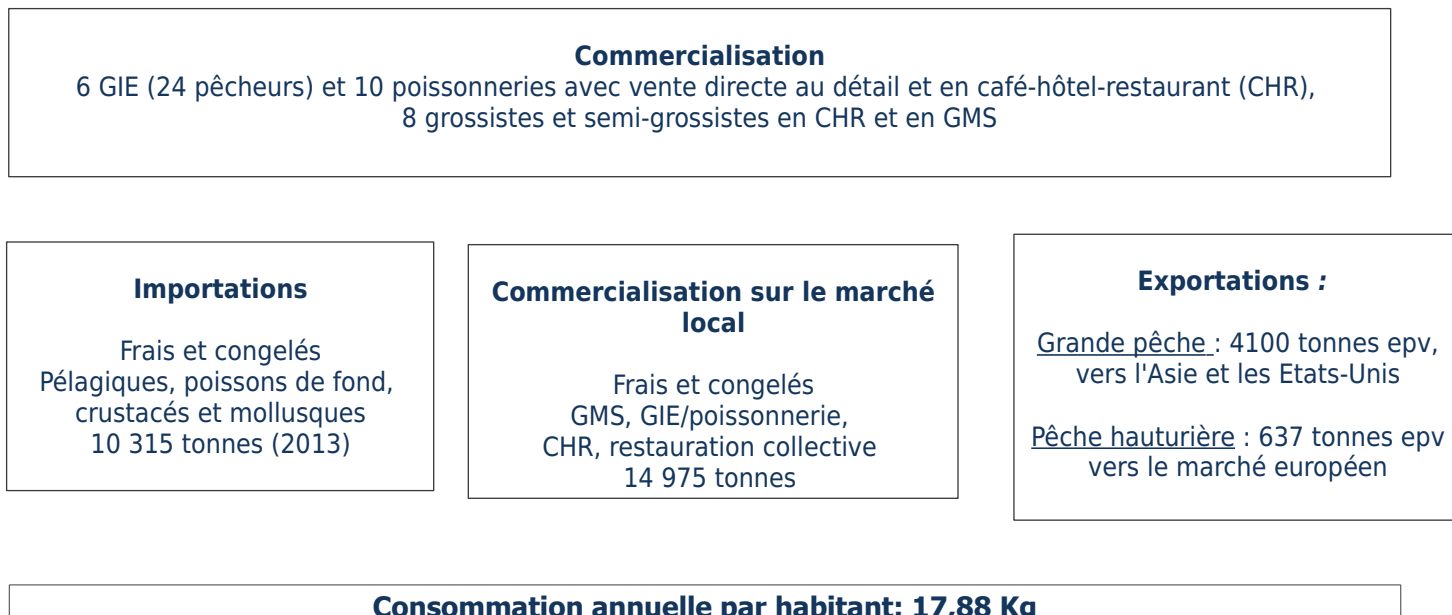 Commercialisation
6 GIE (24 pêcheurs) et 10 poissonneries avec vente directe au détail et en café-hôtel-restaurant (CHR),
8 grossistes et semi-grossistes en CHR et en GMS
Importations
Frais et congelés
Pélagiques, poissons de fond,
crustacés et mollusques
10 315 tonnes (2013)
Commercialisation sur le marché
local
Frais et congelés
GMS, GIE/poissonnerie,
CHR, restauration collective
14 975 tonnes
Exportations :
Grande pêche : 4100 tonnes epv,
vers l'Asie et les Etats-Unis
Pêche hauturière : 637 tonnes epv
vers le marché européen
Consommation annuelle par habitant: 17,88 Kg